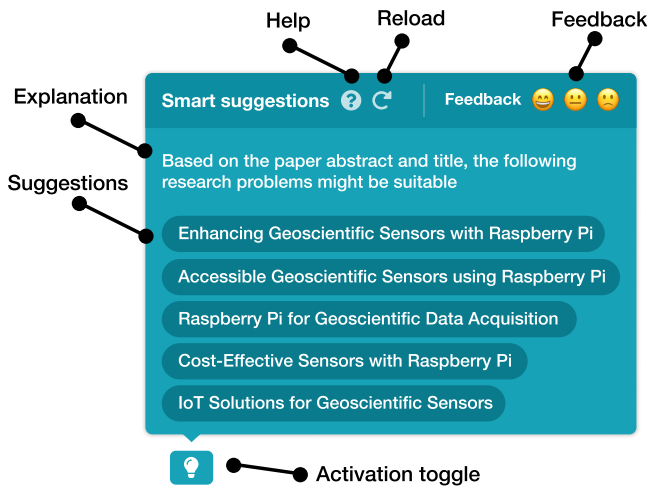 Help
Reload
Feedback
Explanation
Suggestions
Smart suggestions ?
Feedback
Based on the paper abstract and title, the following
research problems might be suitable
Enhancing Geoscientific Sensors with Raspberry Pi
Accessible Geoscientific Sensors using Raspberry Pi
Raspberry Pi for Geoscientific Data Acquisition
Cost-Effective Sensors with Raspberry Pi
IoT Solutions for Geoscientific Sensors
Activation toggle